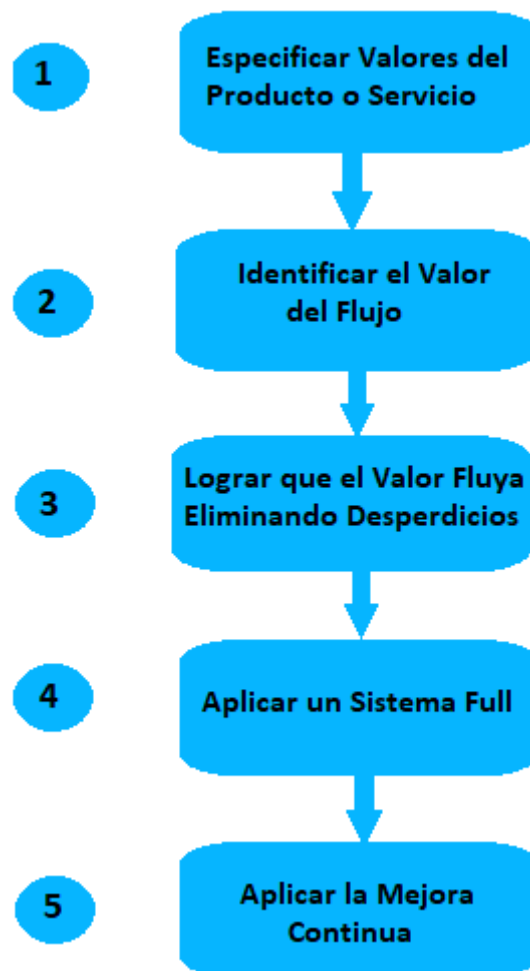 1
Especificar Valores del
Producto o Servicio
2
Identificar el Valor
del Flujo
3
Lograr que el Valor Fluya
Eliminando Desperdicios
4
Aplicar un Sistema Full
5
Aplicar la Mejora
Continua